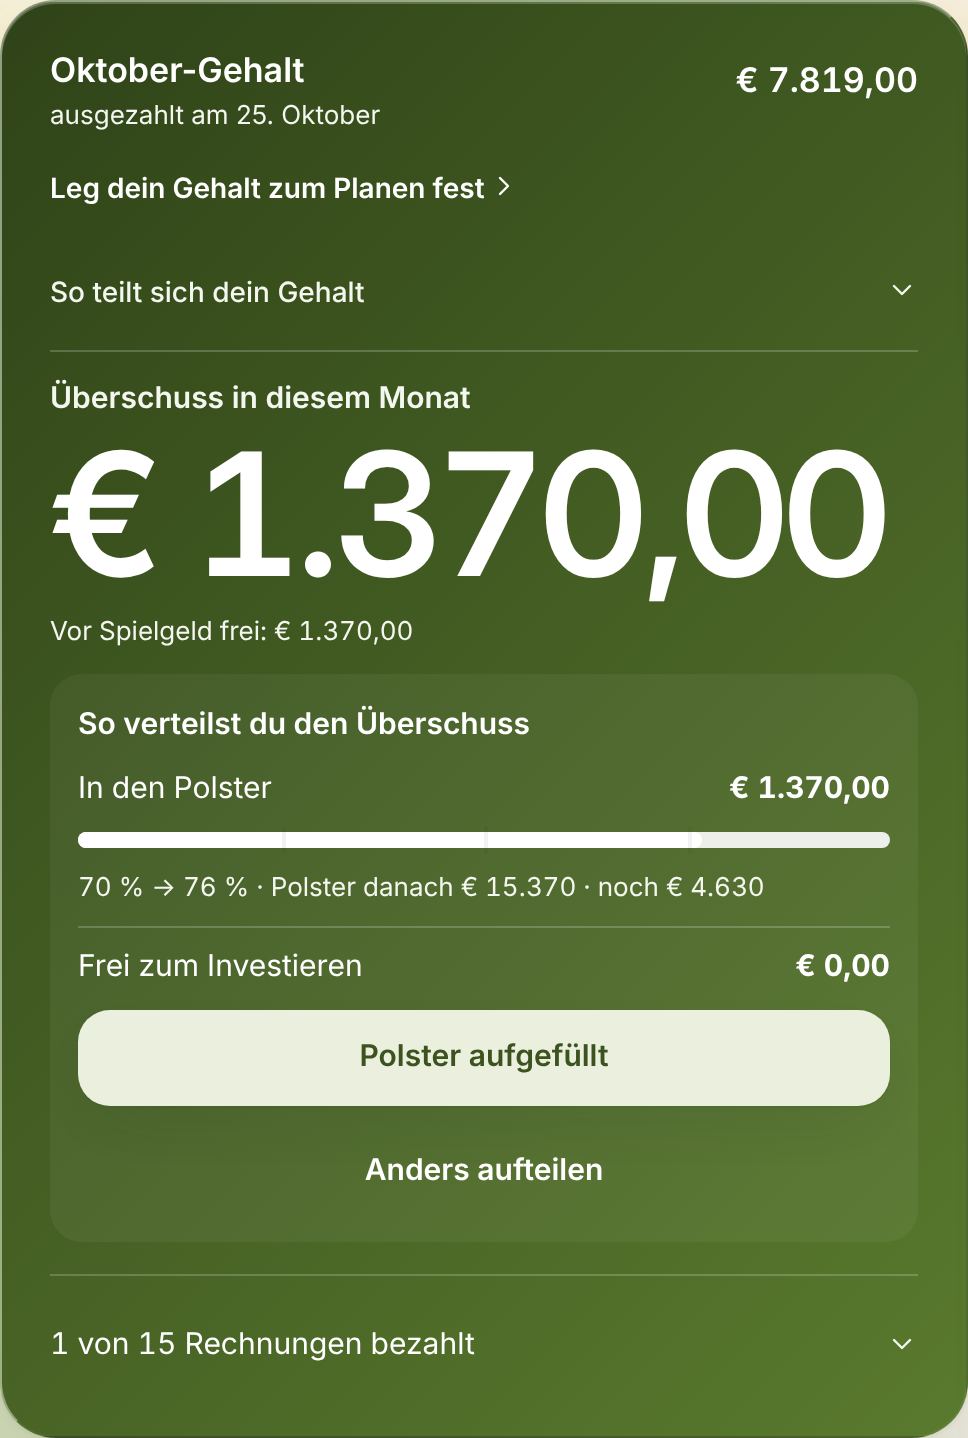 Oktober-Gehalt
€ 7.819,00
ausgezahlt am 25. Oktober
Leg dein Gehalt zum Planen fest
So teilt sich dein Gehalt
Überschuss in diesem Monat
€ 1.370,00
Vor Spielgeld frei: € 1.370,00
So verteilst du den Überschuss
In den Polster € 1.370,00
70 % → 76 % · Polster danach € 15.370 · noch € 4.630
Frei zum Investieren € 0,00
Polster aufgefüllt
Anders aufteilen
1 von 15 Rechnungen bezahlt